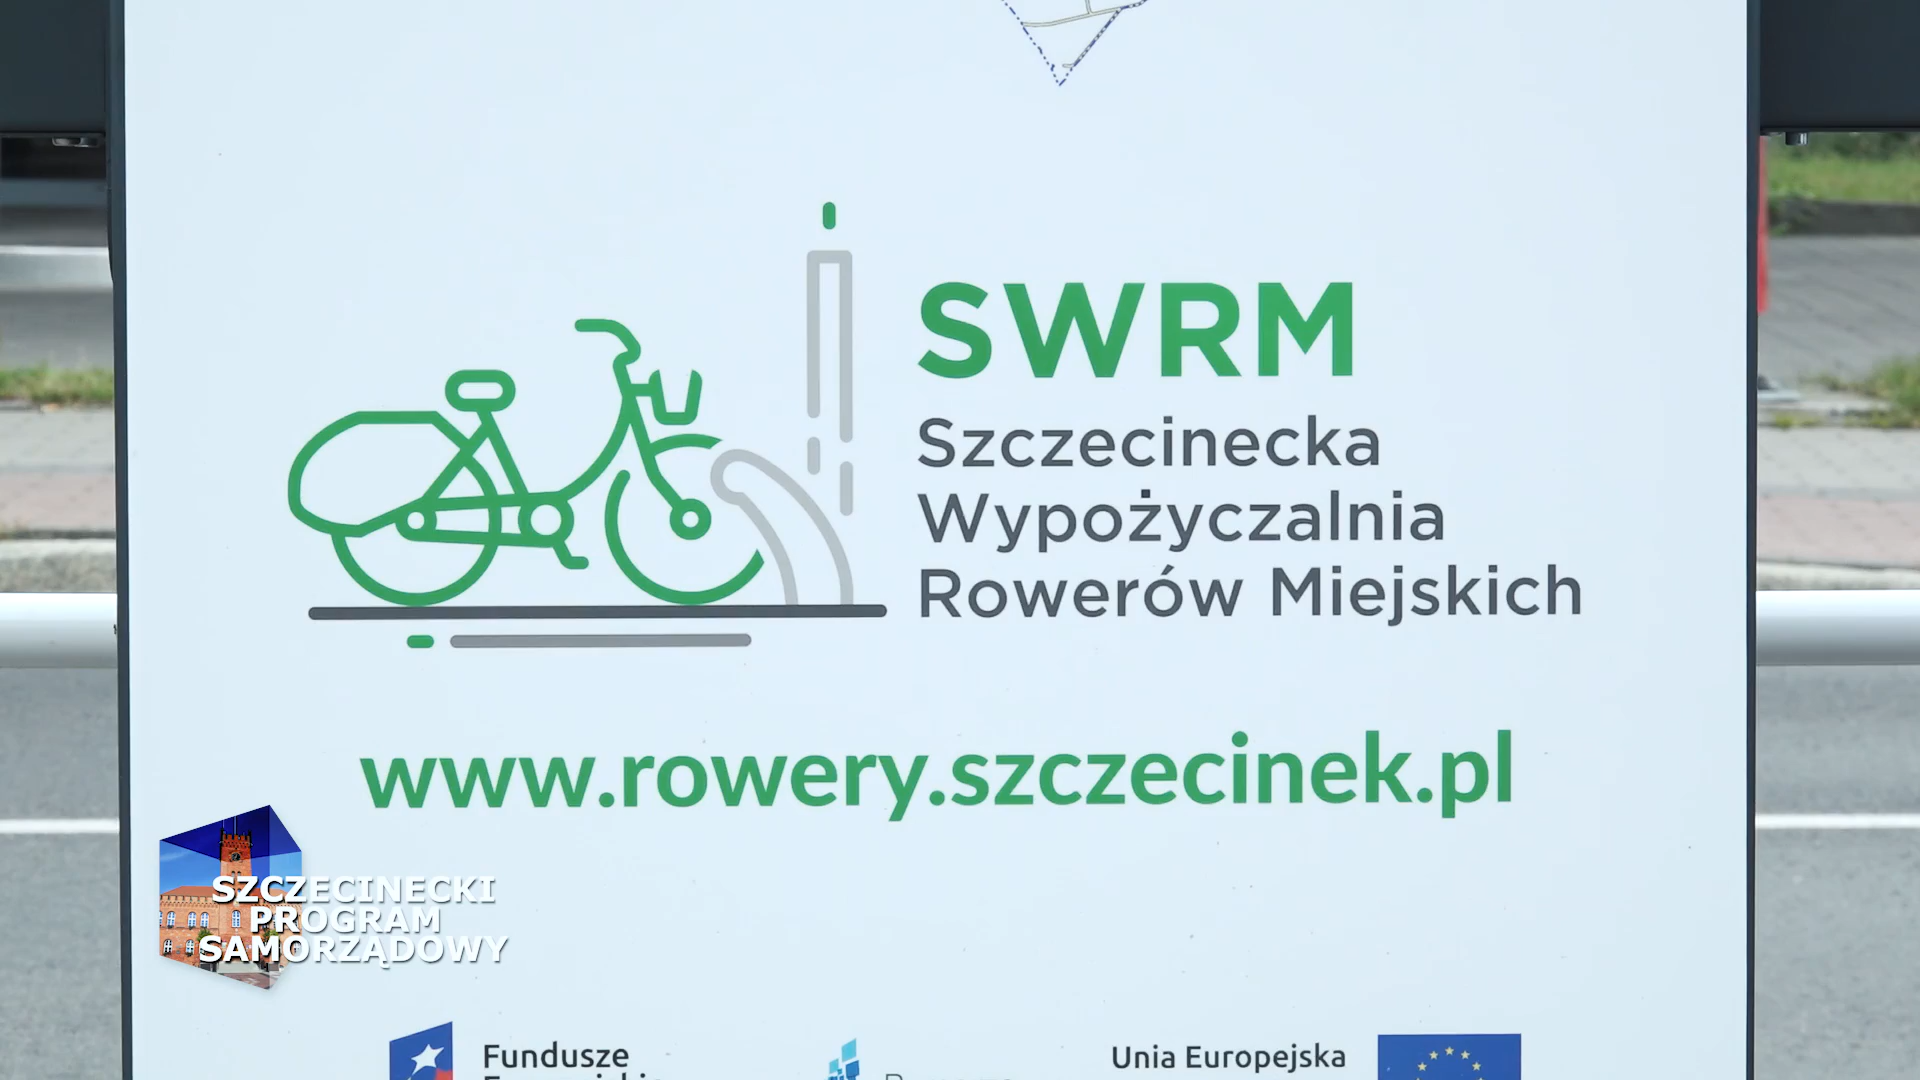 SWRM
Szczecinecka
Wypożyczalnia
Rowerów Miejskich
www.rowery.szczecinek.pl
SZCZECINECKI
PROGRAM
SAMORZĄDOWY
Fundusze
Unia Europejska